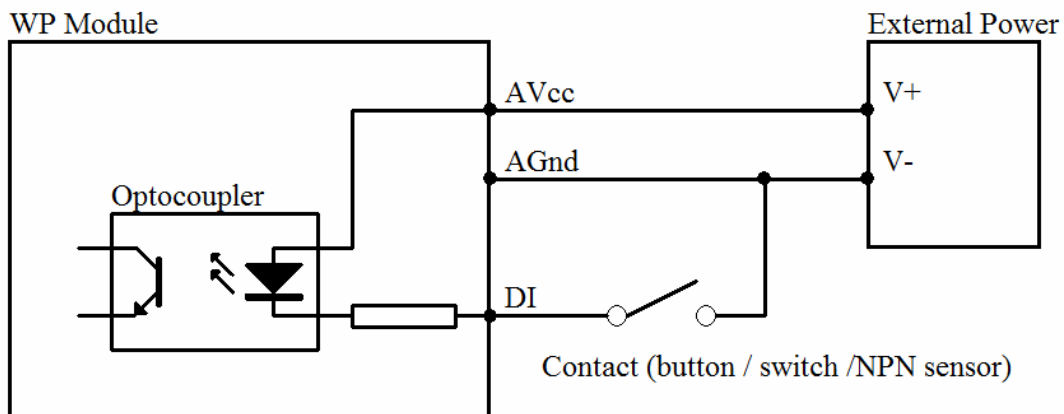 WP Module
External Power
AVcc
V+
AGnd
V-
Optocoupler
DI
Contact (button / switch /NPN sensor)